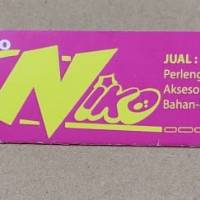 Niko
JUAL :
Perleng
Akseso
Bahan-